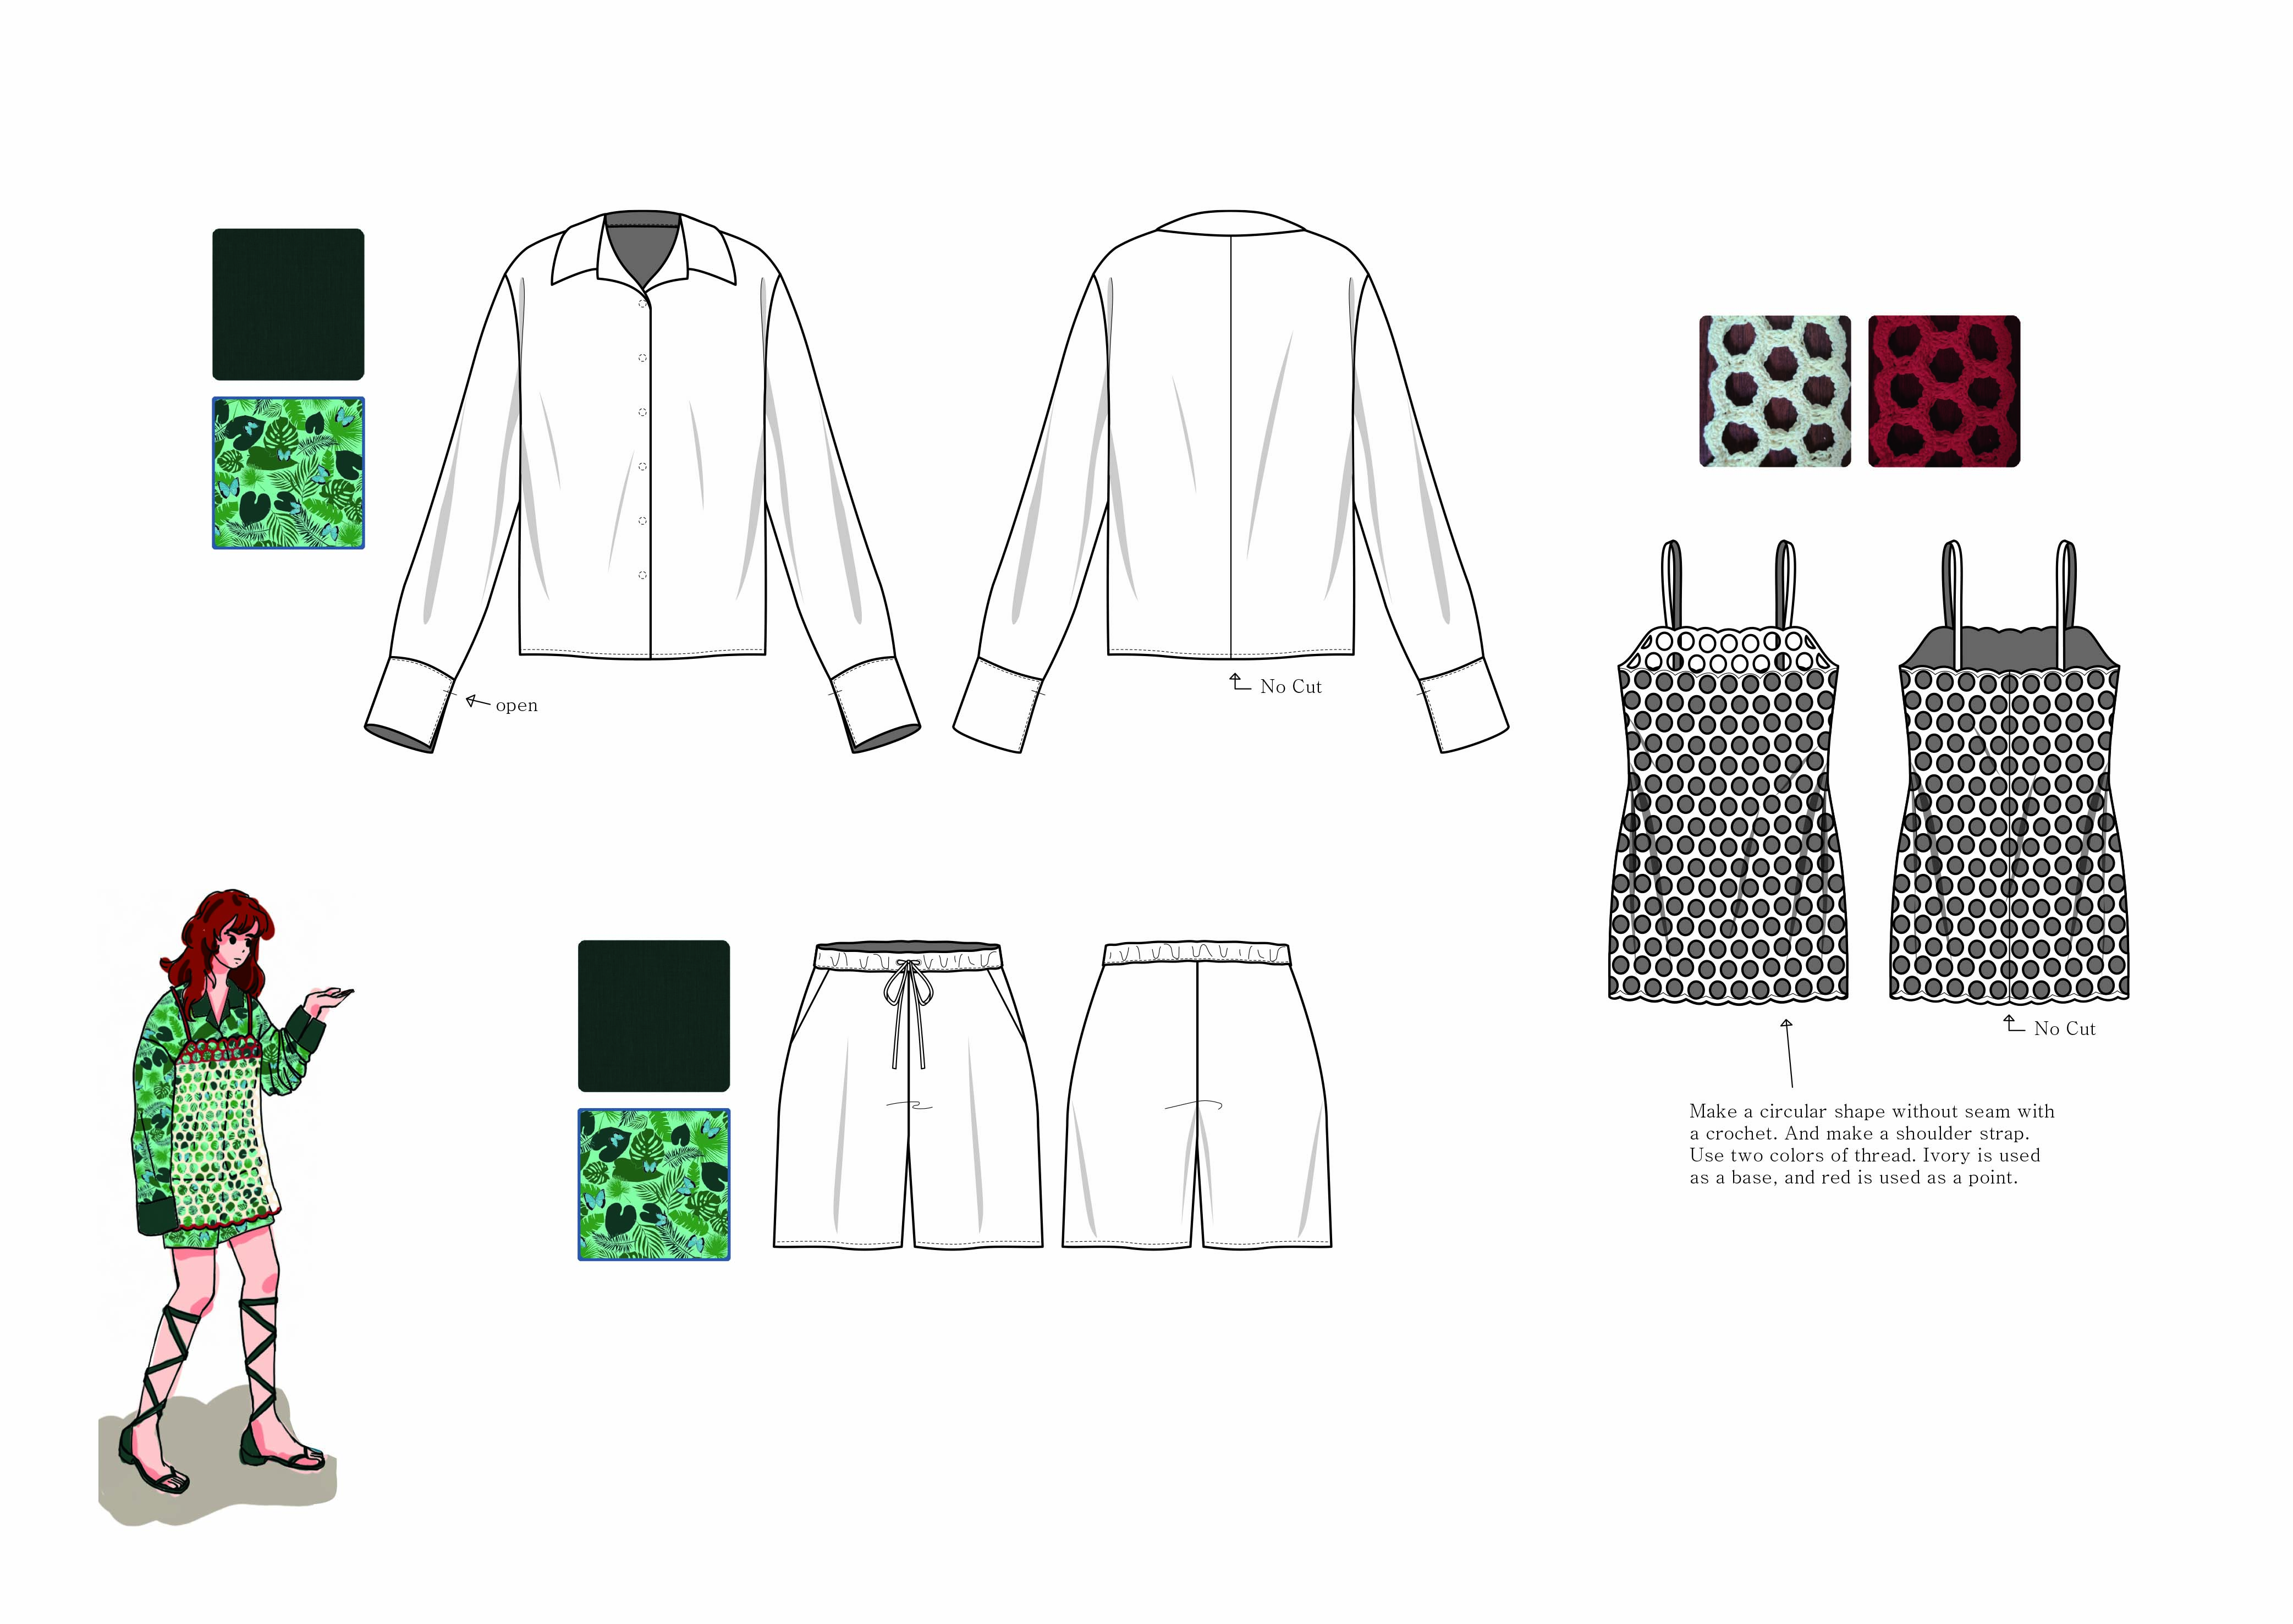 open
No Cut
No Cut
Make a circular shape without seam with
a crochet. And make a shoulder strap.
Use two colors of thread. Ivory is used
as a base, and red is used as a point.